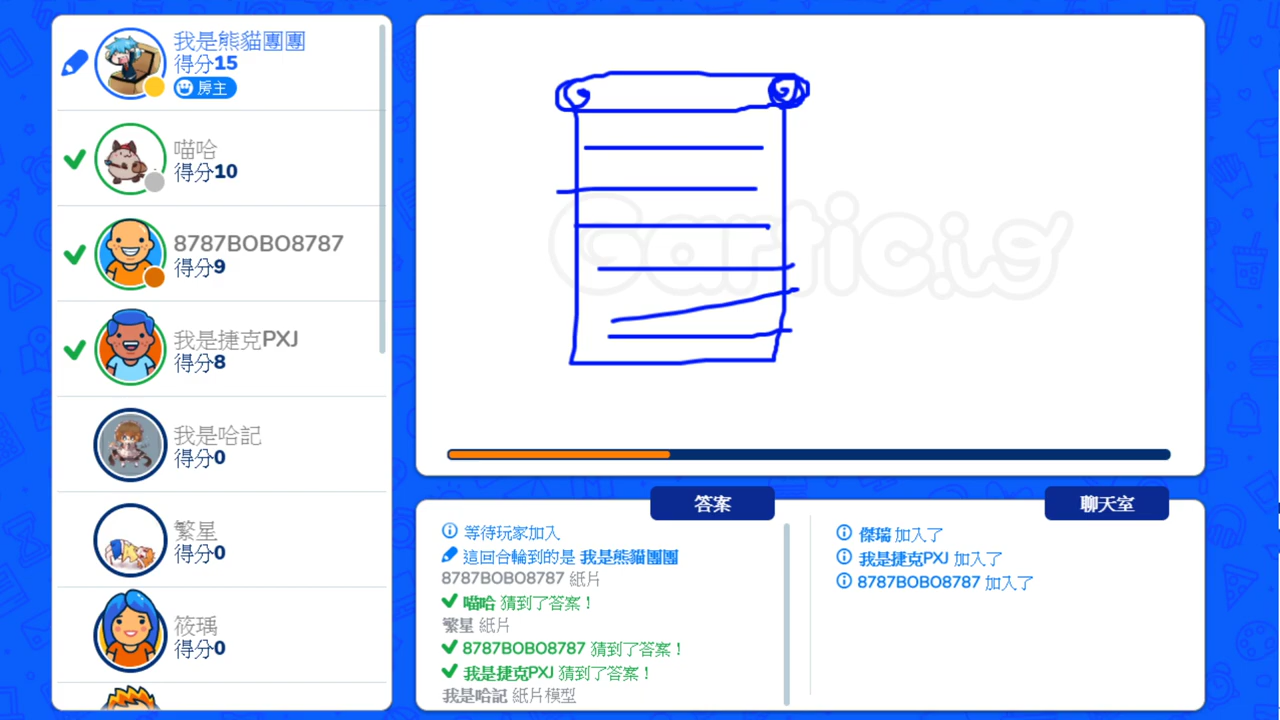 我是熊貓團團
得分15
房主
喵哈
得分10
8787BOBO8787
得分9
我是捷克PXJ
得分8
我是哈記
得分0
繁星
得分0
筱瑀
得分0
Gartic.io
答案
等待玩家加入
這回合輪到的是 我是熊貓團團
8787BOBO8787 紙片
喵哈 猜到了答案！
繁星 紙片
8787BOBO8787 猜到了答案！
我是捷克PXJ 猜到了答案！
我是哈記 紙片模型
聊天室
傑瑞 加入了
我是捷克PXJ 加入了
8787BOBO8787 加入了